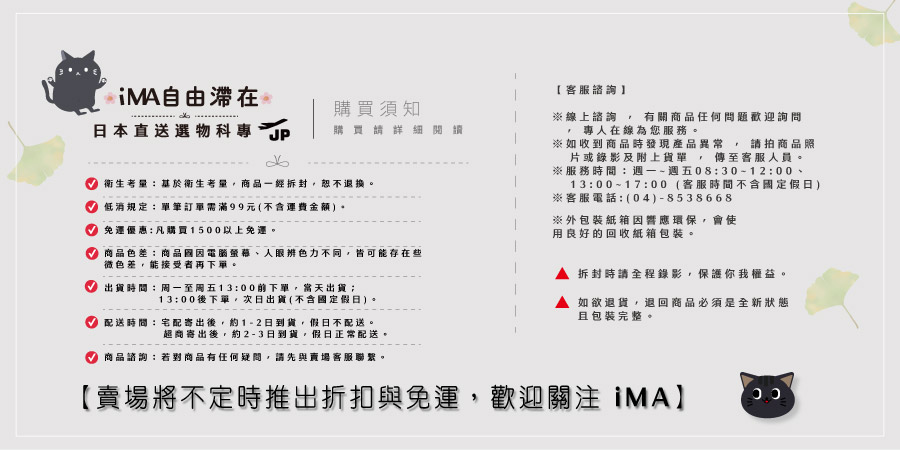 iMA自由滯在
日本直送選物科專 JP
購買須知
購買請詳細閱讀
衛生考量：基於衛生考量，商品一經拆封，恕不退換。
低消規定：單筆訂單需滿99元(不含運費金額)。
免運優惠:凡購買1500以上免運。
商品色差：商品圖因電腦螢幕、人眼辨色力不同，皆可能存在些
微色差，能接受者再下單。
出貨時間：周一至周五13:00前下單，當天出貨；
13:00後下單，次日出貨(不含國定假日)。
配送時間：宅配寄出後，約1-2日到貨，假日不配送。
超商寄出後，約2-3日到貨，假日正常配送。
商品諮詢：若對商品有任何疑問，請先與賣場客服聯繫。
【客服諮詢】
※線上諮詢 ， 有關商品任何問題歡迎詢問
，專人在線為您服務。
※如收到商品時發現產品異常 ， 請拍商品照
片或錄影及附上貨單 ， 傳至客服人員。
※服務時間：週一~週五08:30~12:00、
13:00~17:00 (客服時間不含國定假日)
※客服電話:(04)-8538668
※外包裝紙箱因響應環保，會使
用良好的回收紙箱包裝。
▲ 拆封時請全程錄影，保護你我權益。
▲ 如欲退貨，退回商品必須是全新狀態
且包裝完整。
【賣場將不定時推出折扣與免運，歡迎關注 iMA】